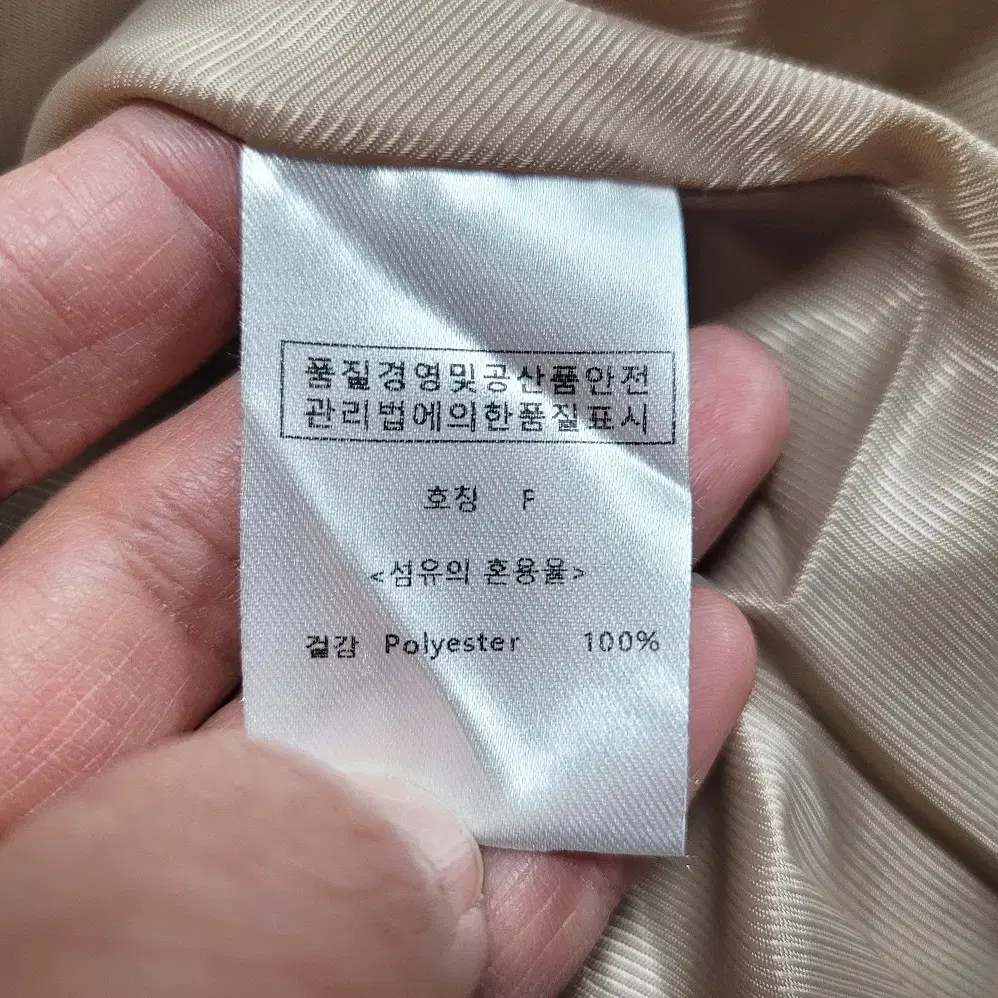 품질경영및공산품안전
관리법에의한품질표시
호칭 F
<섬유의 혼용율>
겉감 Polyester 100%